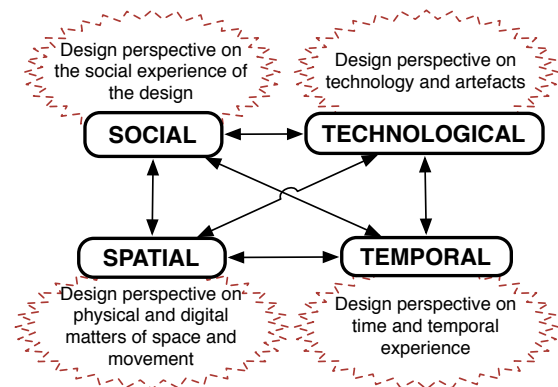 Design perspective on
the social experience of
the design
Design perspective on
technology and artefacts
SOCIAL
TECHNOLOGICAL
SPATIAL
TEMPORAL
Design perspective on
physical and digital
matters of space and
movement
Design perspective on
time and temporal
experience